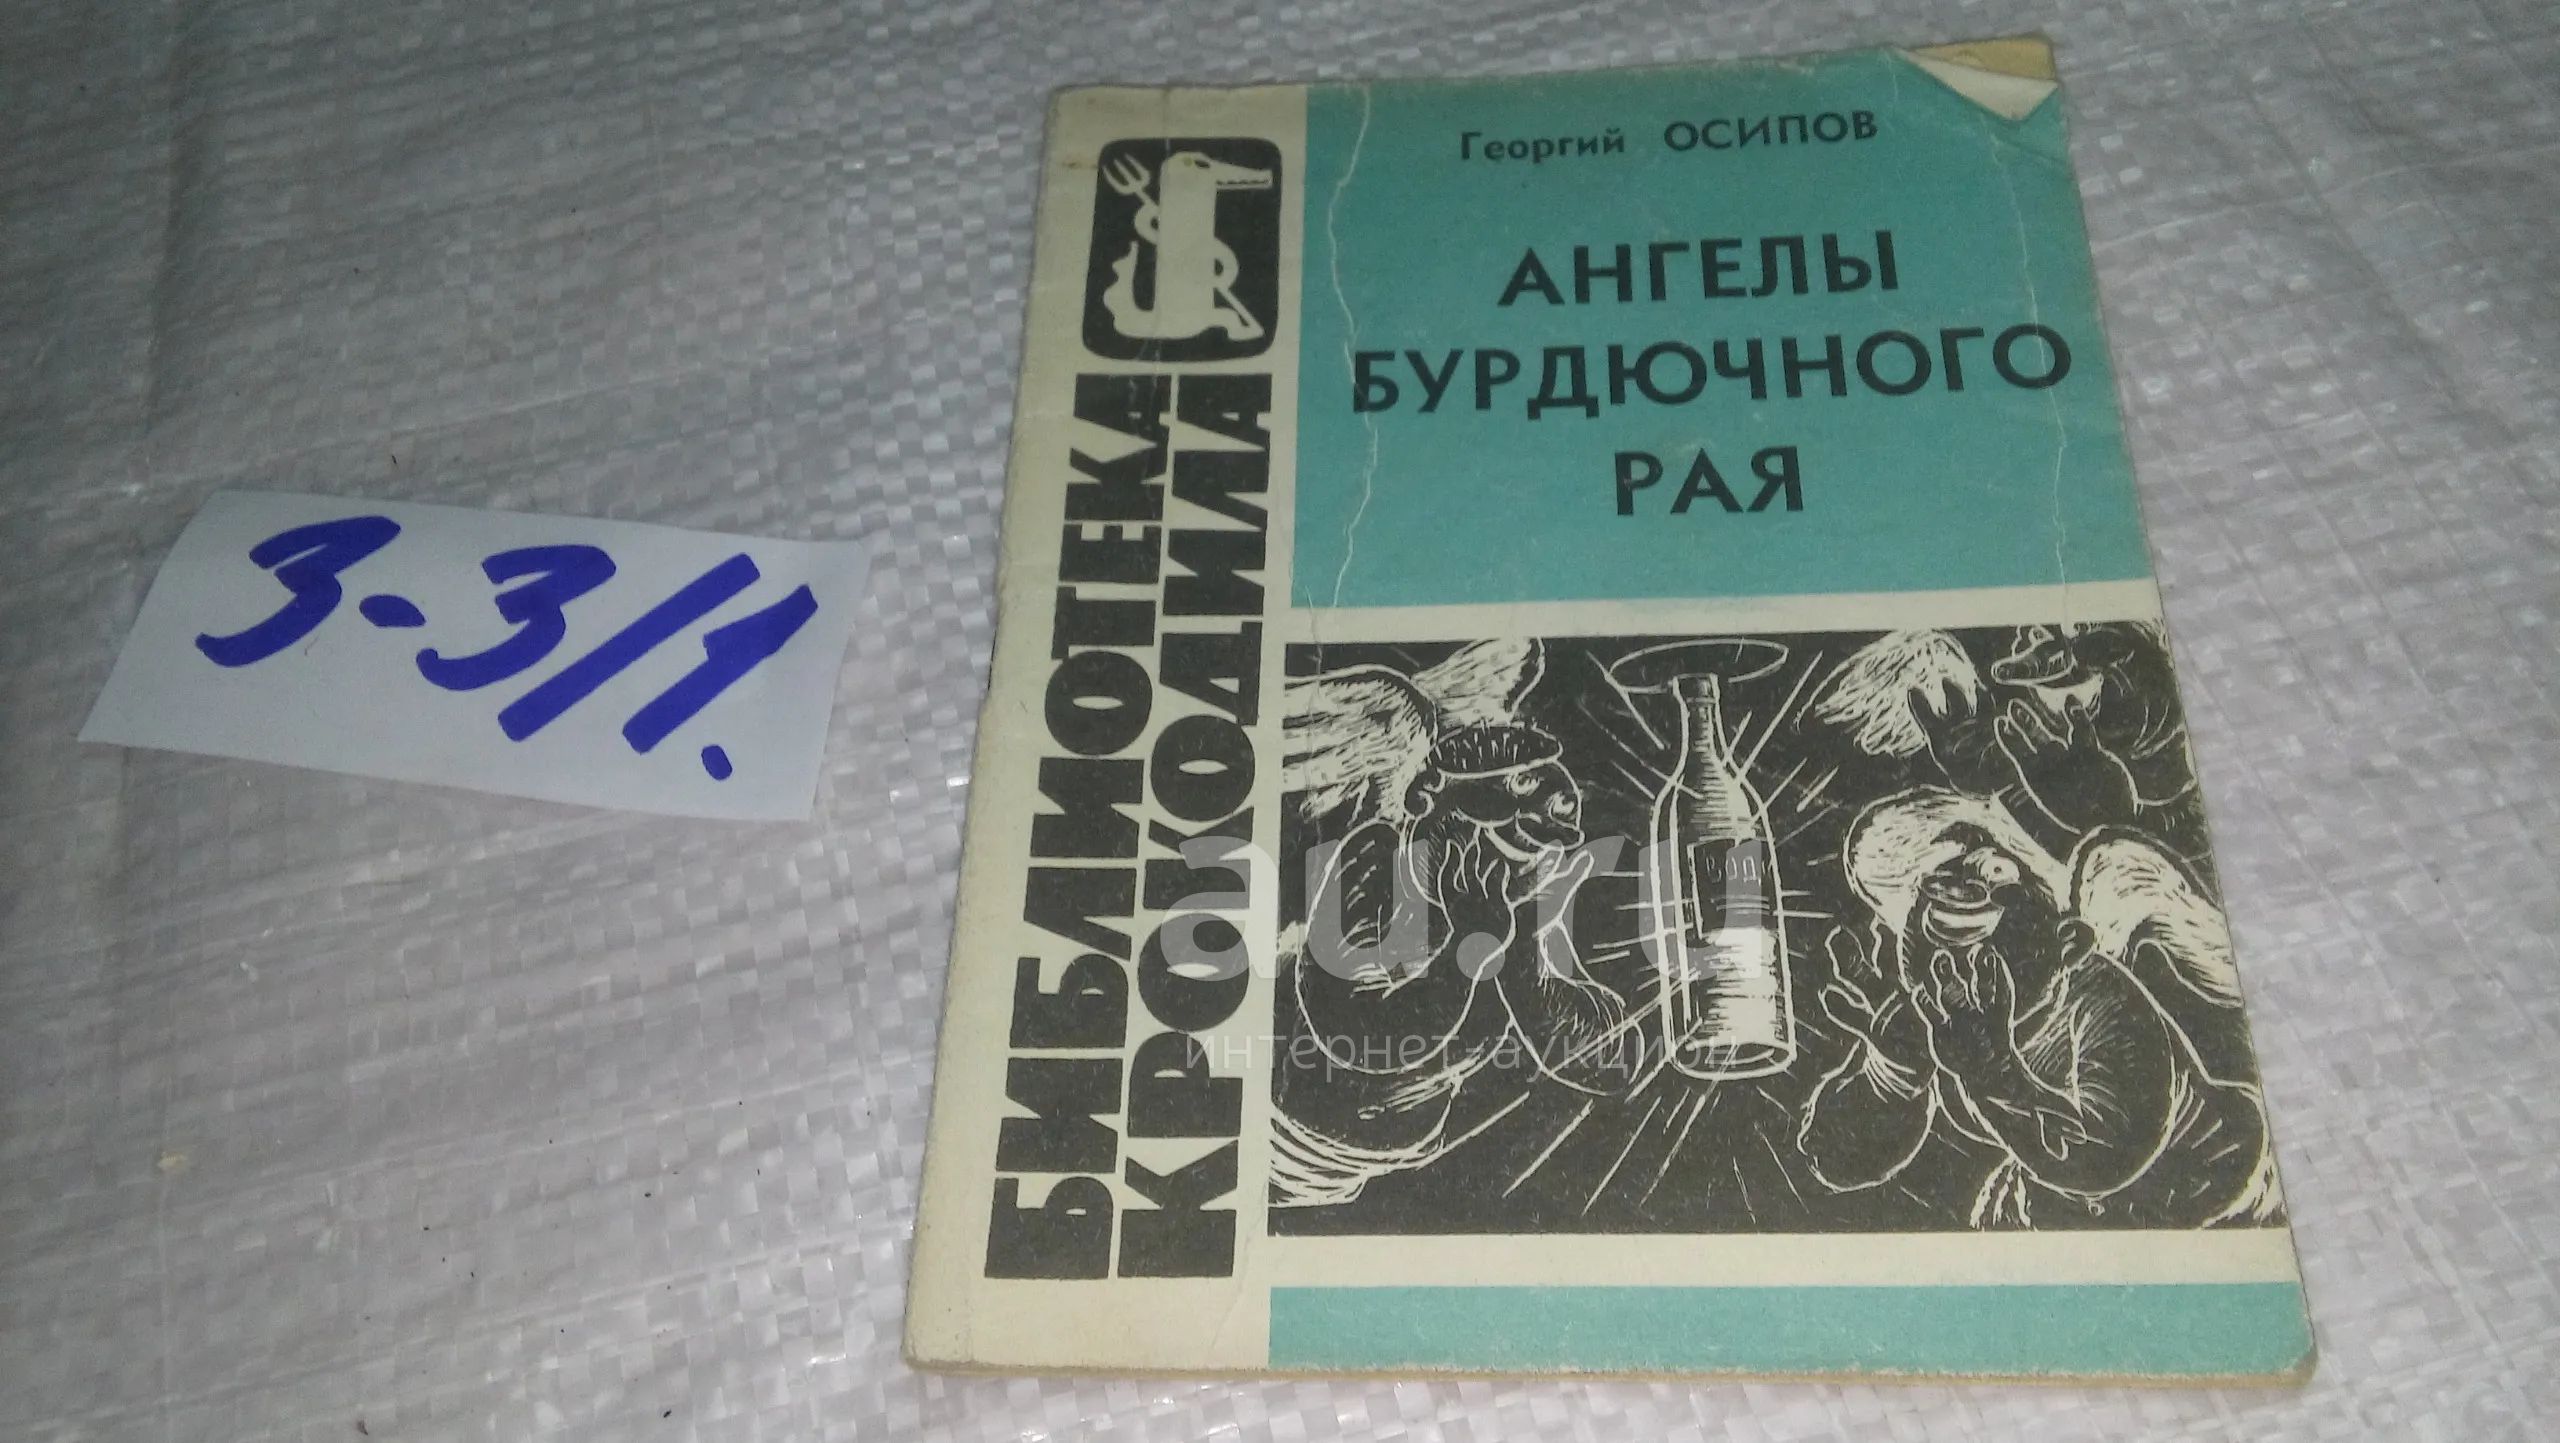 3-3/1.
Георгий ОСИПОВ
АНГЕЛЫ
БУРДЮЧНОГО
РАЯ
БИБЛИОТЕКА
КРОКОДИЛА
au.ru
интернет-аукцион